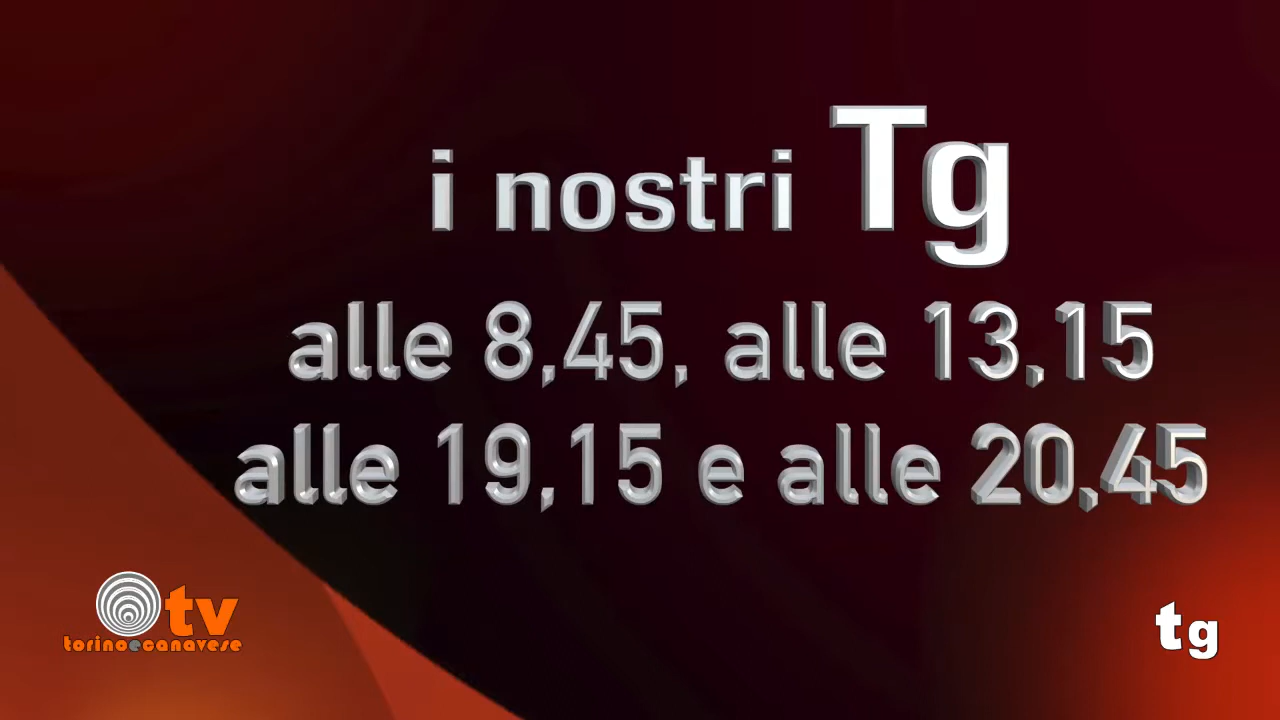 i nostri Tg
alle 8,45, alle 13,15
alle 19,15 e alle 20,45
tv
torinoecanavese
tg